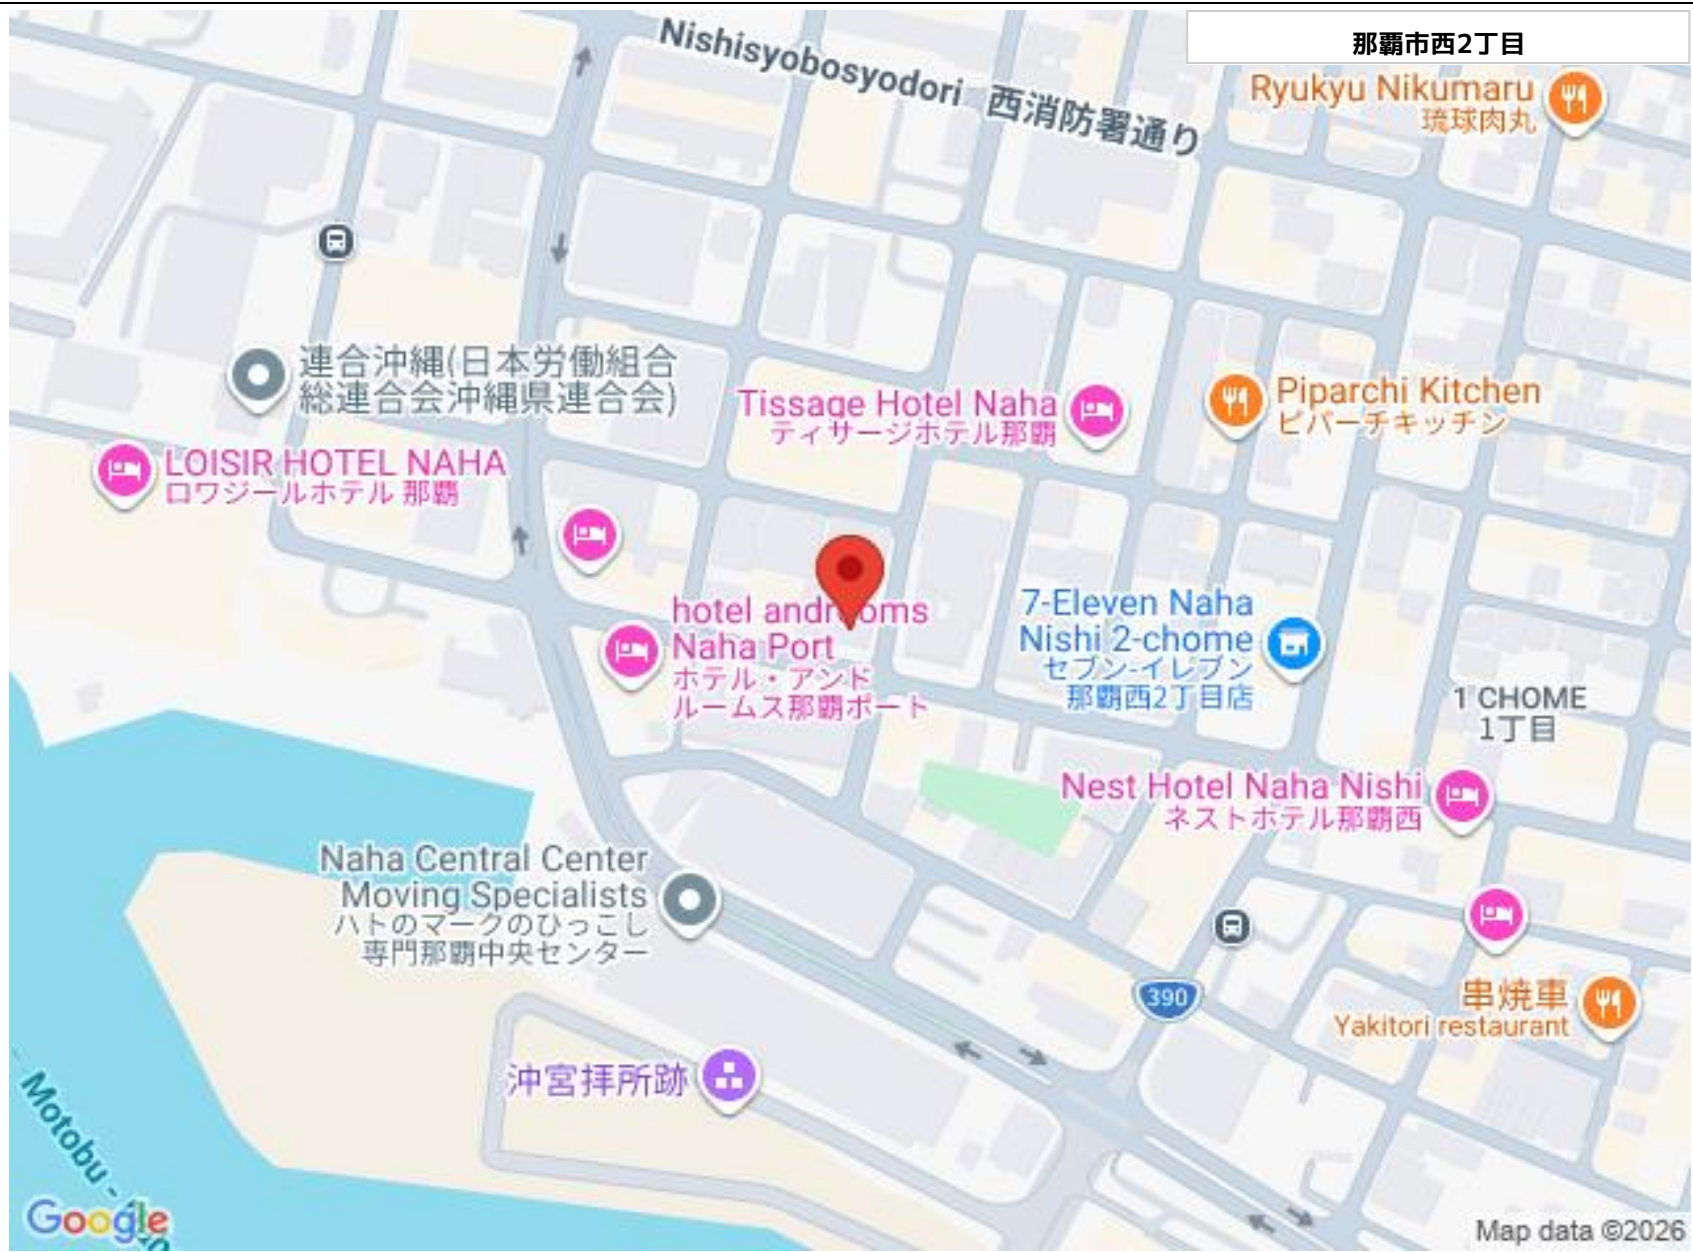 那覇市西2丁目
Nishisyobosyodori 西消防署通り
Ryukyu Nikumaru
琉球肉丸
連合沖縄(日本労働組合
総連合会沖縄県連合会)
Tissage Hotel Naha
ティサージホテル那覇
Piparchi Kitchen
ピパーチキッチン
LOISIR HOTEL NAHA
ロワジールホテル 那覇
hotel androoms
Naha Port
ホテル・アンド
ルームス那覇ポート
7-Eleven Naha
Nishi 2-chome
セブン-イレブン
那覇西2丁目店
1 CHOME
1丁目
Nest Hotel Naha Nishi
ネストホテル那覇西
Naha Central Center
Moving Specialists
ハトのマークのひっこし
専門那覇中央センター
390
串焼車
Yakitori restaurant
沖宮拝所跡
Motobu -
Google
Map data ©2026